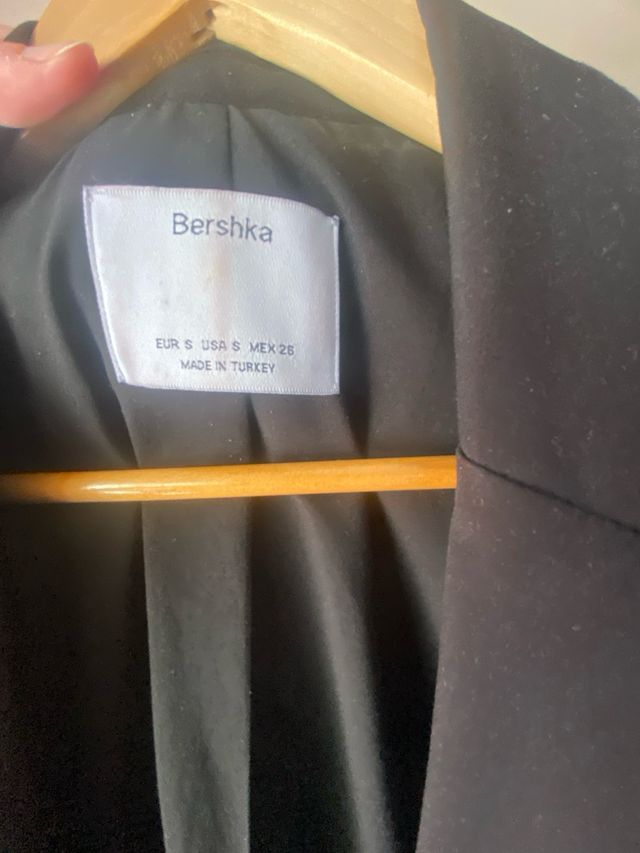 Bershka
EUR S USA S MEX 26
MADE IN TURKEY